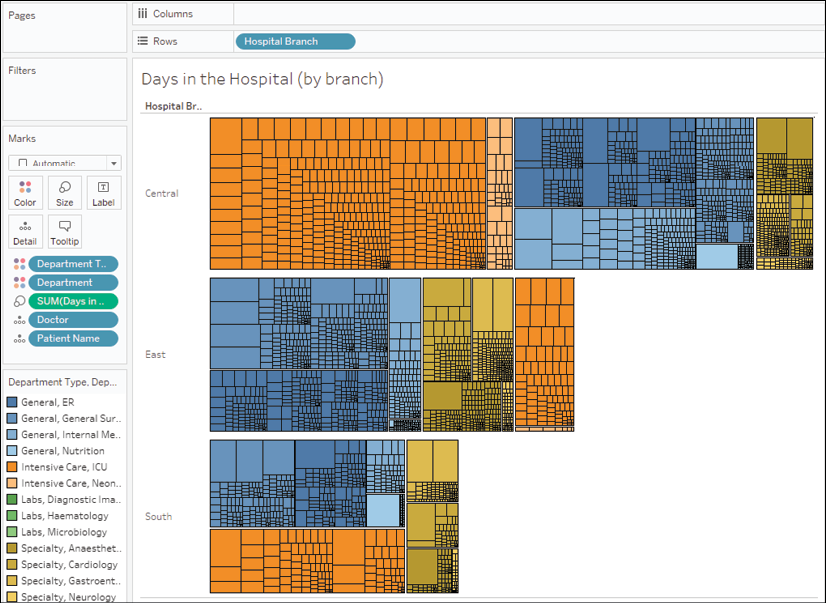 Pages
Columns
Rows
Hospital Branch
Filters
Days in the Hospital (by branch)
Hospital Br..
Marks
Automatic
Color
Size
Label
Detail
Tooltip
Department T..
Department
SUM(Days in ..
Doctor
Patient Name
Central
East
South
Department Type. Dep...
General, ER
General, General Sur..
General, Internal Me..
General, Nutrition
Intensive Care, ICU
Intensive Care, Neon..
Labs, Diagnostic Ima..
Labs, Haematology
Labs, Microbiology
Specialty, Anaesthet..
Specialty, Cardiology
Specialty, Gastroent..
Specialty, Neurology